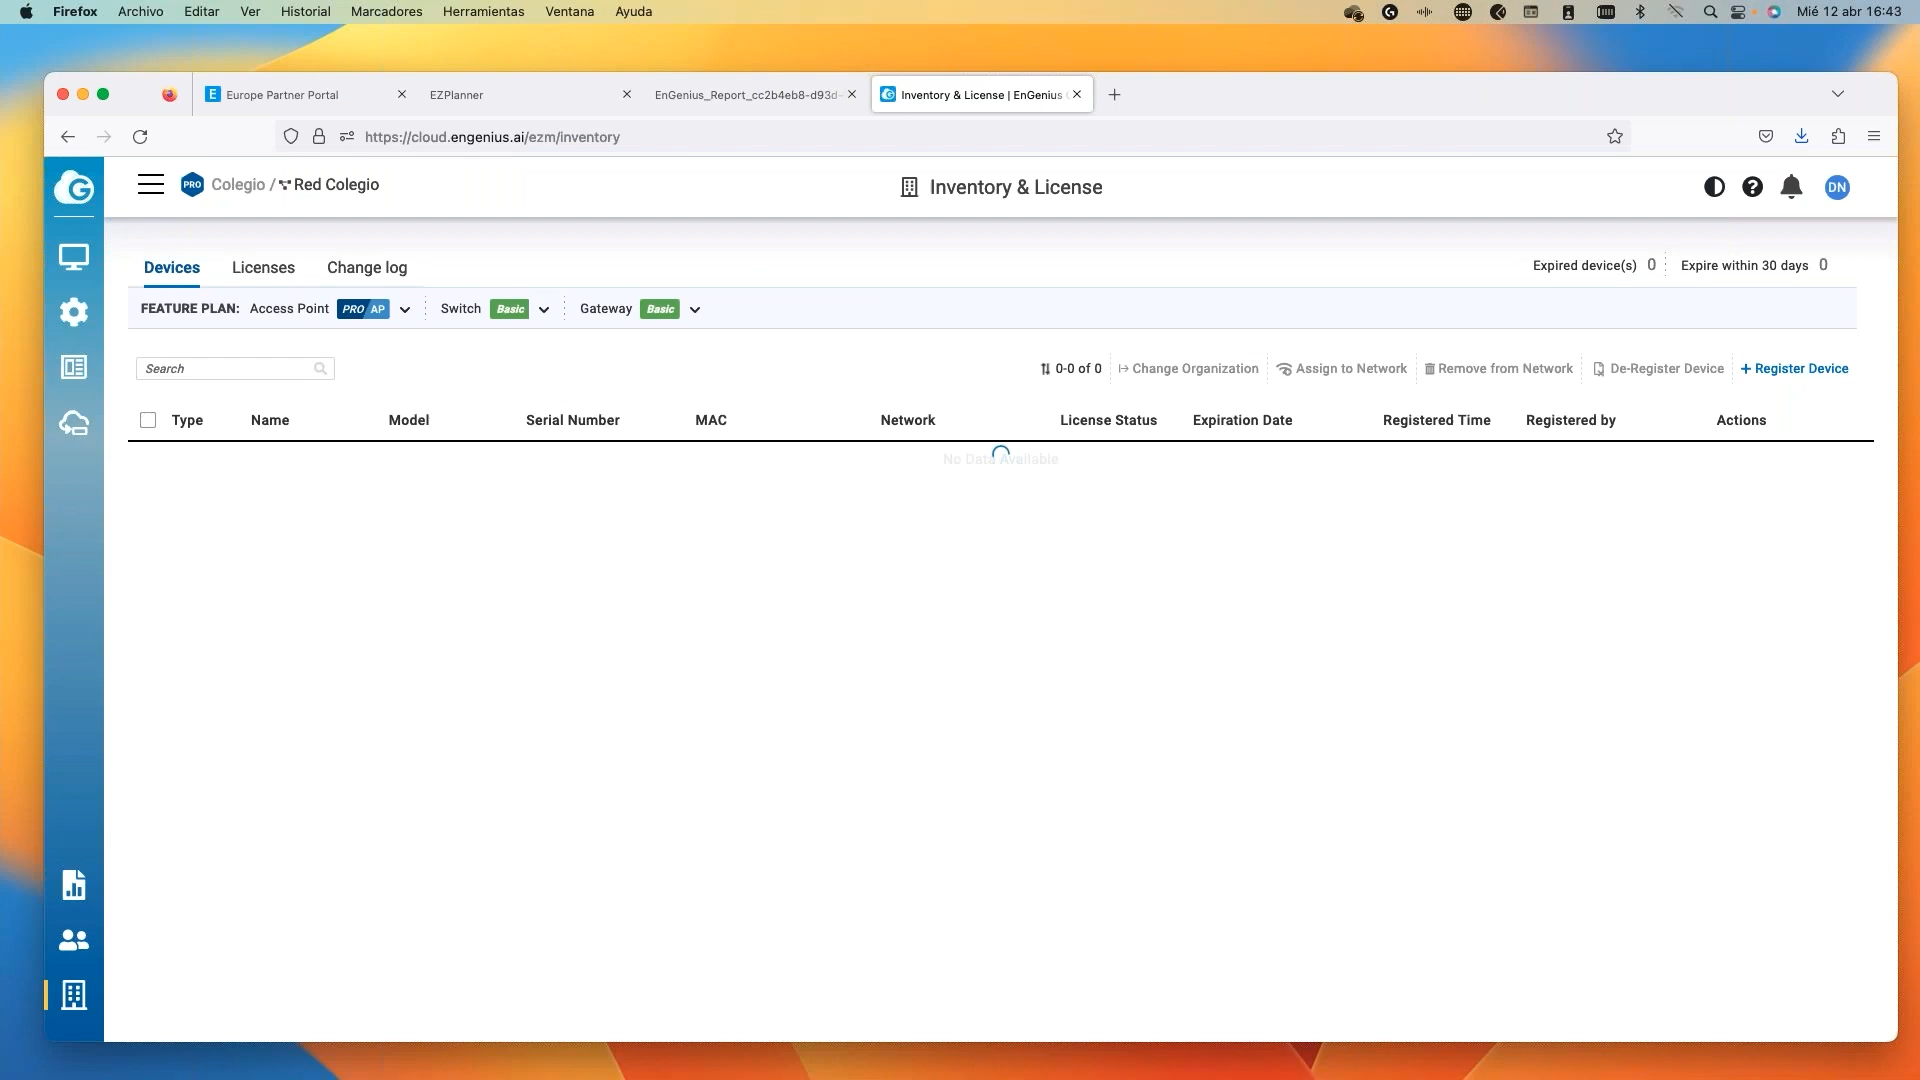 Firefox Archivo Editar Ver Historial Marcadores Herramientas Ventana Ayuda Mié 12 abr 16:43
Europe Partner Portal EZPlanner EnGenius_Report_cc2b4eb8-d93d- Inventory & License | EnGenius
https://cloud.engenius.ai/ezm/inventory
PRO Colegio / Red Colegio Inventory & License DN
Devices Licenses Change log Expired device(s) 0 Expire within 30 days 0
FEATURE PLAN: Access Point PRO AP Switch Basic Gateway Basic
Search 0-0 of 0 Change Organization Assign to Network Remove from Network De-Register Device + Register Device
Type Name Model Serial Number MAC Network License Status Expiration Date Registered Time Registered by Actions
No Data Available